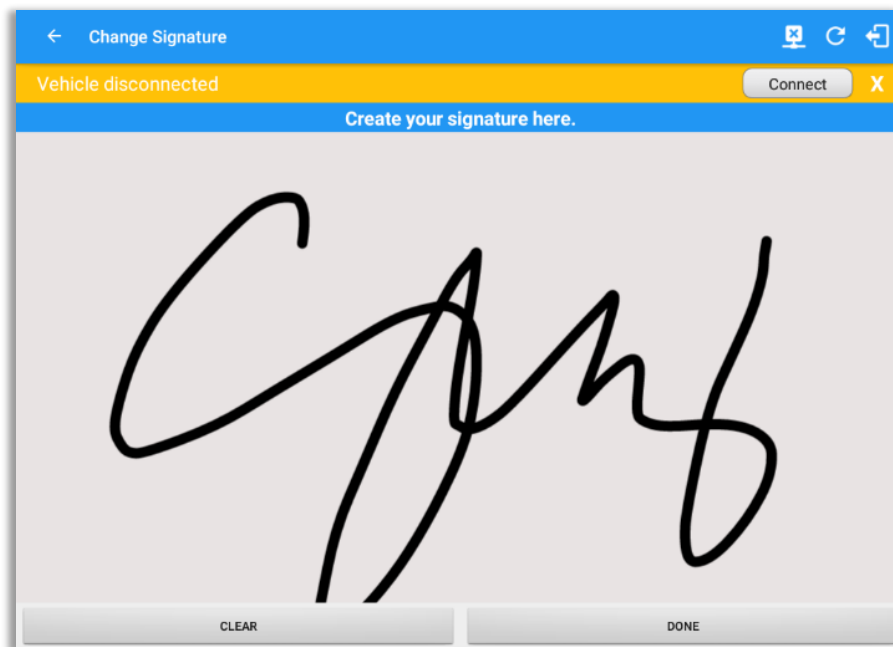 Change Signature
Vehicle disconnected
Connect
X
Create your signature here.
CLEAR
DONE